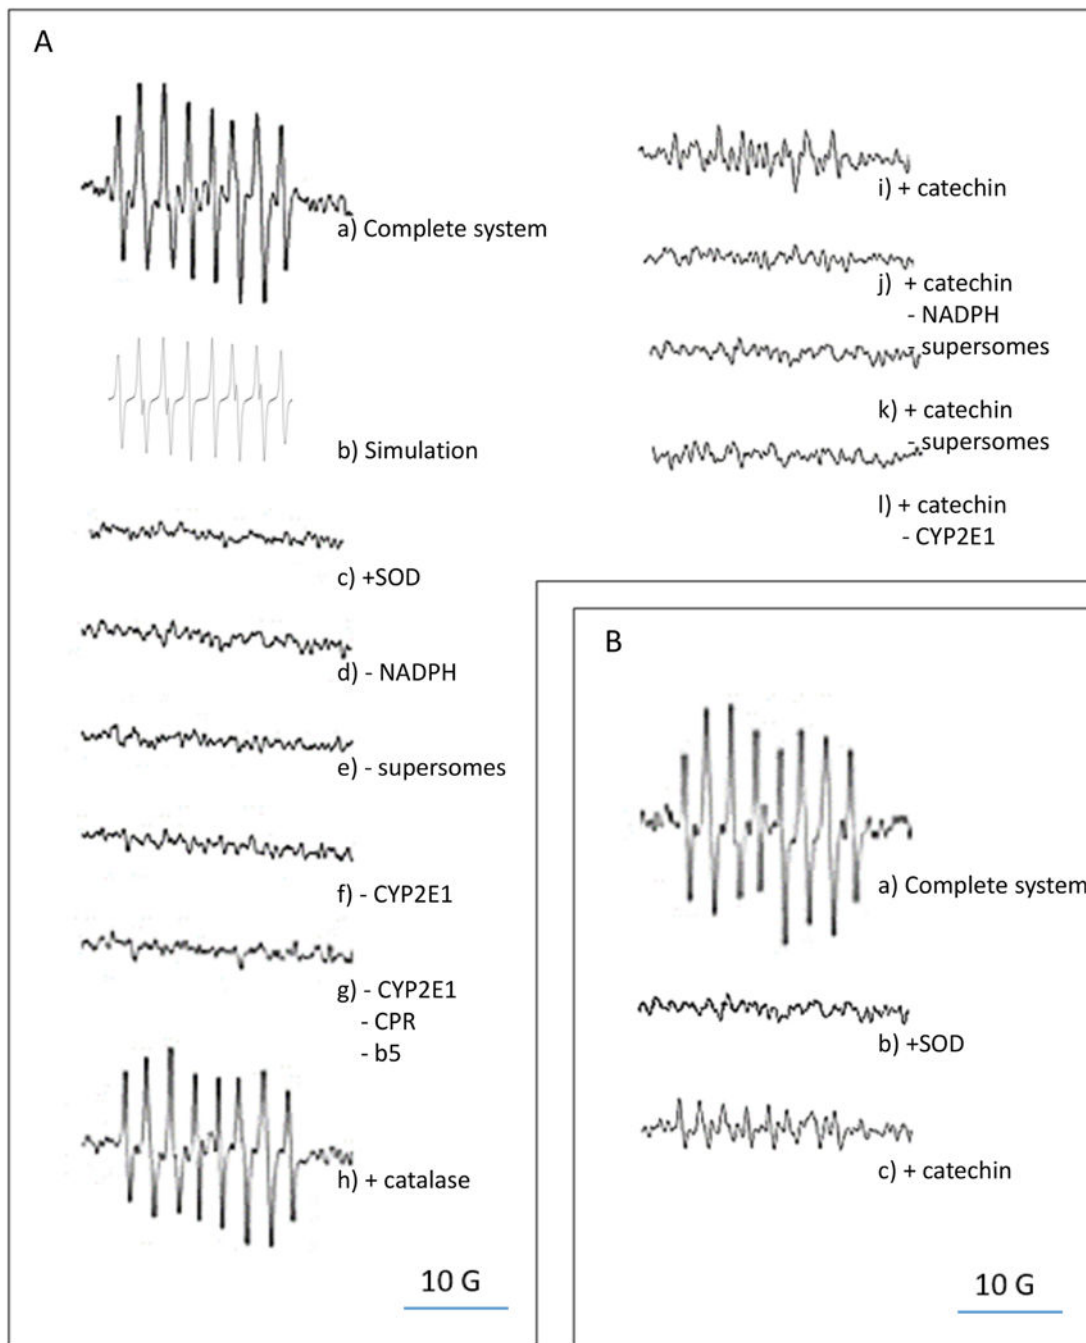 A
a) Complete system
b) Simulation
c) +SOD
d) - NADPH
e) - supersomes
f) - CYP2E1
g) - CYP2E1
- CPR
- b5
h) + catalase
10 G
i) + catechin
j) + catechin
- NADPH
- supersomes
k) + catechin
- supersomes
l) + catechin
- CYP2E1
B
a) Complete system
b) +SOD
c) + catechin
10 G